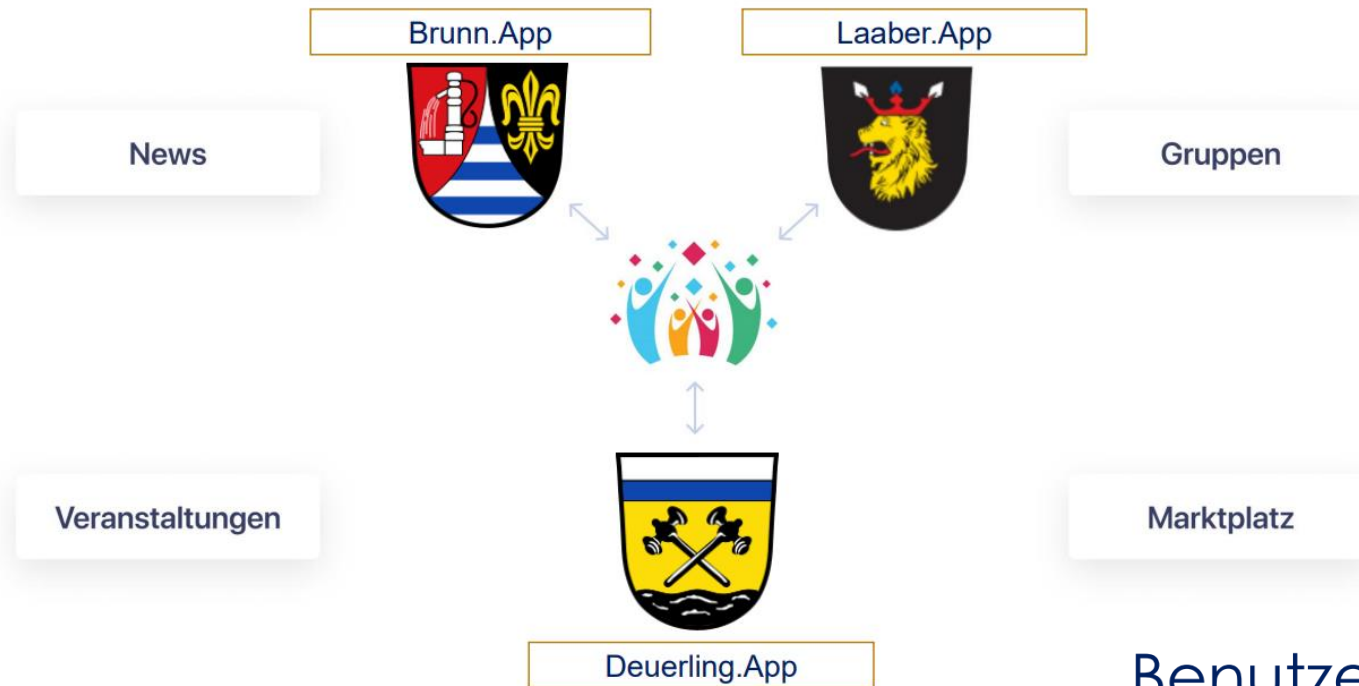 Brunn.App
Laaber.App
News
Gruppen
Veranstaltungen
Marktplatz
Deuerling.App